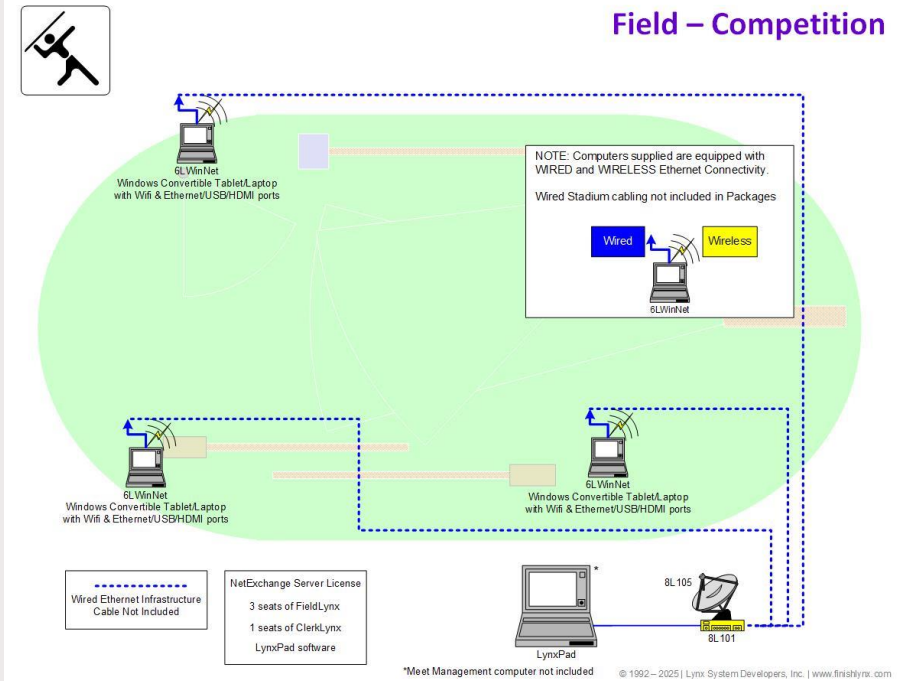 Field – Competition
6LWinNet
Windows Convertible Tablet/Laptop
with Wifi & Ethernet/USB/HDMI ports
NOTE: Computers supplied are equipped with
WIRED and WIRELESS Ethernet Connectivity.
Wired Stadium cabling not included in Packages
Wired
Wireless
6LWinNet
6LWinNet
Windows Convertible Tablet/Laptop
with Wifi & Ethernet/USB/HDMI ports
6LWinNet
Windows Convertible Tablet/Laptop
with Wifi & Ethernet/USB/HDMI ports
Wired Ethernet Infrastructure
Cable Not Included
NetExchange Server License
3 seats of FieldLynx
1 seats of ClerkLynx
LynxPad software
*
LynxPad
8L105
8L101
*Meet Management computer not included
© 1992 – 2025 | Lynx System Developers, Inc. | www.finishlynx.com